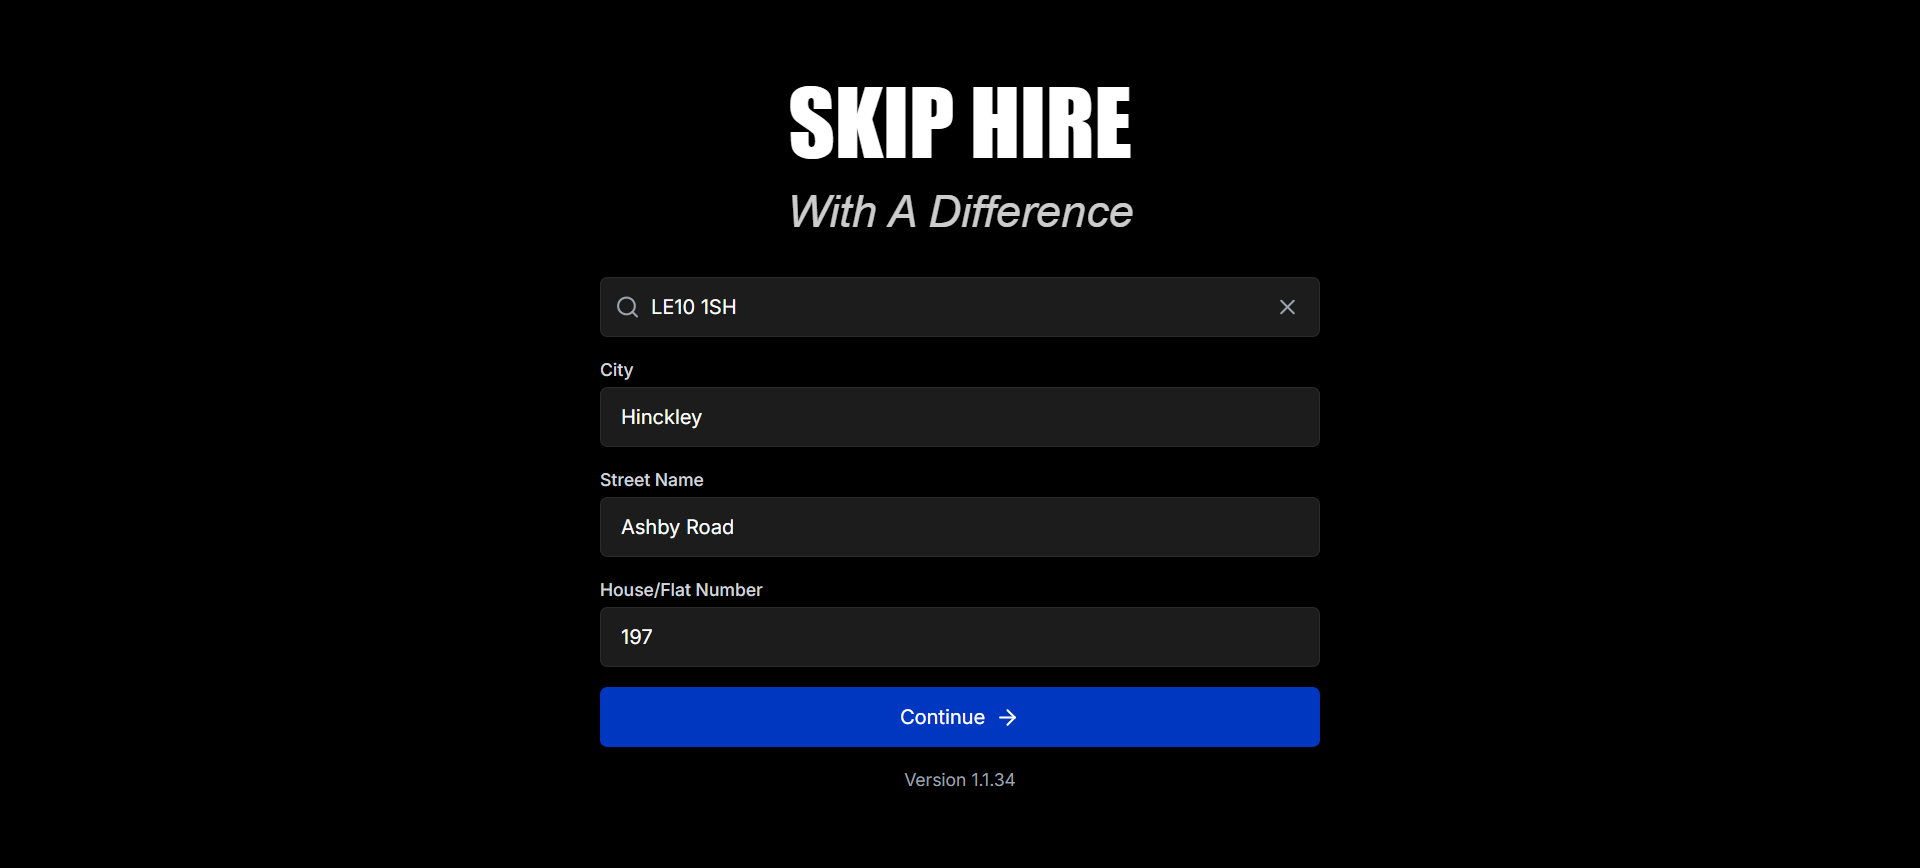 SKIP HIRE
With A Difference
LE10 1SH
City
Hinckley
Street Name
Ashby Road
House/Flat Number
197
Continue
Version 1.1.34